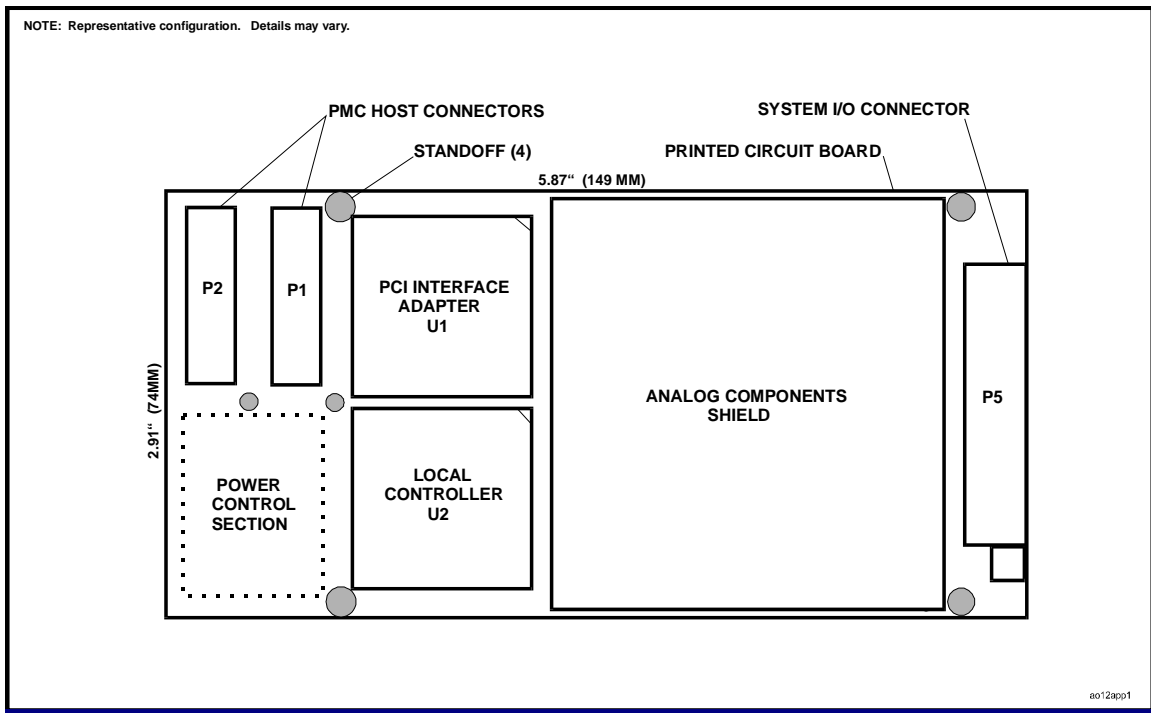 NOTE: Representative configuration. Details may vary.
PMC HOST CONNECTORS
SYSTEM I/O CONNECTOR
STANDOFF (4)
PRINTED CIRCUIT BOARD
5.87“ (149 MM)
P2
P1
PCI INTERFACE
ADAPTER
U1
ANALOG COMPONENTS
SHIELD
P5
2.91“ (74MM)
POWER
CONTROL
SECTION
LOCAL
CONTROLLER
U2
ao12app1